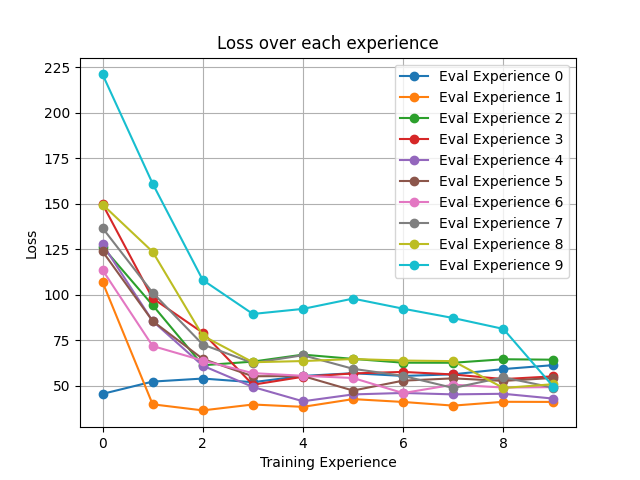 Loss over each experience
Loss
225
200
175
150
125
100
75
50
0
2
4
6
8
Training Experience
Eval Experience 0
Eval Experience 1
Eval Experience 2
Eval Experience 3
Eval Experience 4
Eval Experience 5
Eval Experience 6
Eval Experience 7
Eval Experience 8
Eval Experience 9